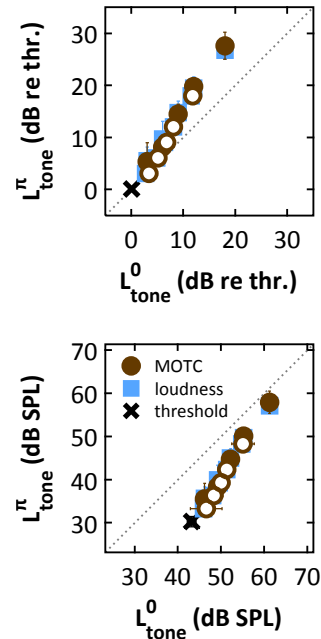 30
20
10
0
L^π_tone (dB re thr.)
0 10 20 30
L^0_tone (dB re thr.)
70
60
50
40
30
L^π_tone (dB SPL)
MOTC
loudness
threshold
30 40 50 60 70
L^0_tone (dB SPL)